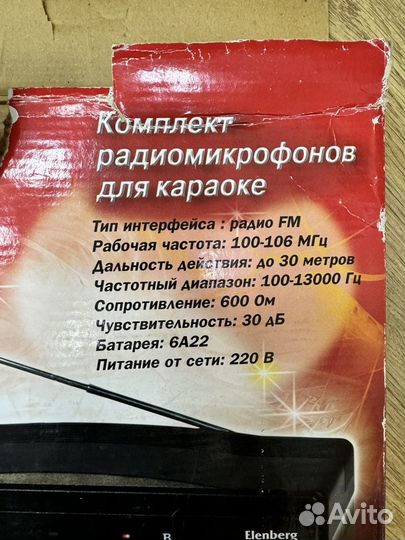 Комплект
радиомикрофонов
для караоке
Тип интерфейса : радио FM
Рабочая частота: 100-106 МГц
Дальность действия: до 30 метров
Частотный диапазон: 100-13000 Гц
Сопротивление: 600 Ом
Чувствительность: 30 дБ
Батарея: 6А22
Питание от сети: 220 В
B
Elenberg
Avito